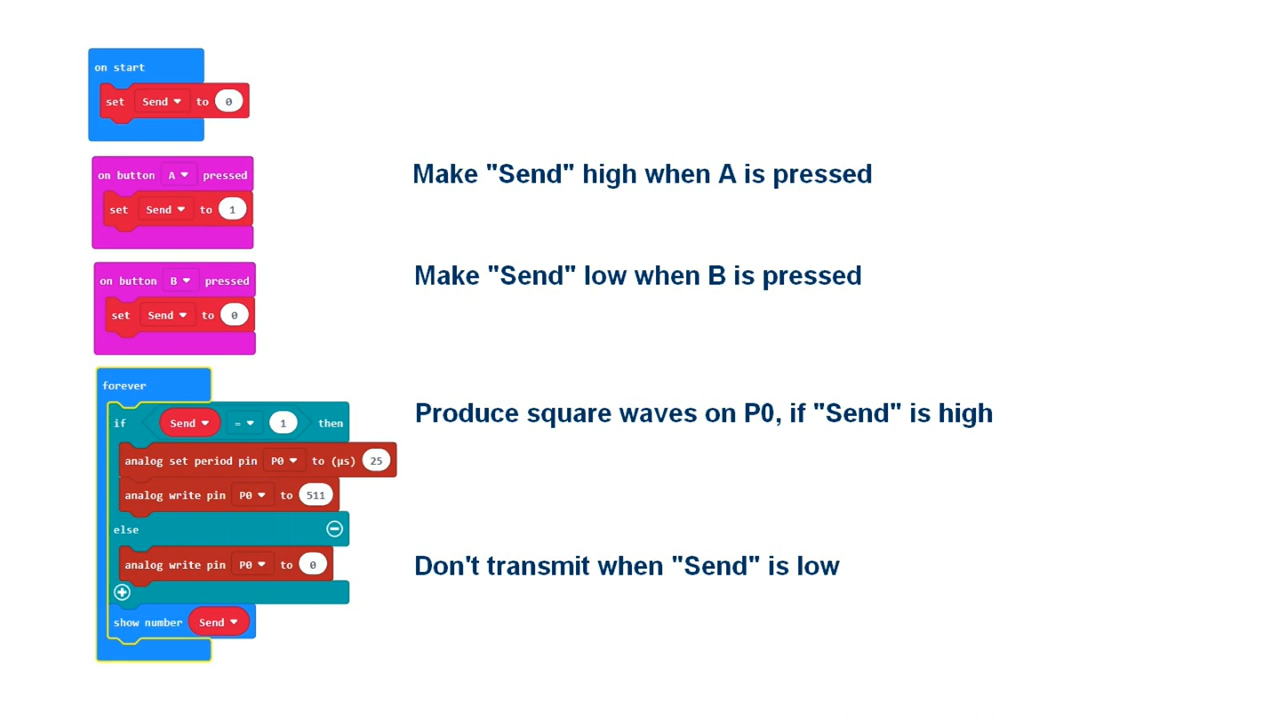 on start
set Send to 0
on button A pressed
Make "Send" high when A is pressed
set Send to 1
on button B pressed
Make "Send" low when B is pressed
set Send to 0
forever
if Send = 1 then
Produce square waves on P0, if "Send" is high
analog set period pin P0 to (µs) 25
analog write pin P0 to 511
else
analog write pin P0 to 0
Don't transmit when "Send" is low
show number Send